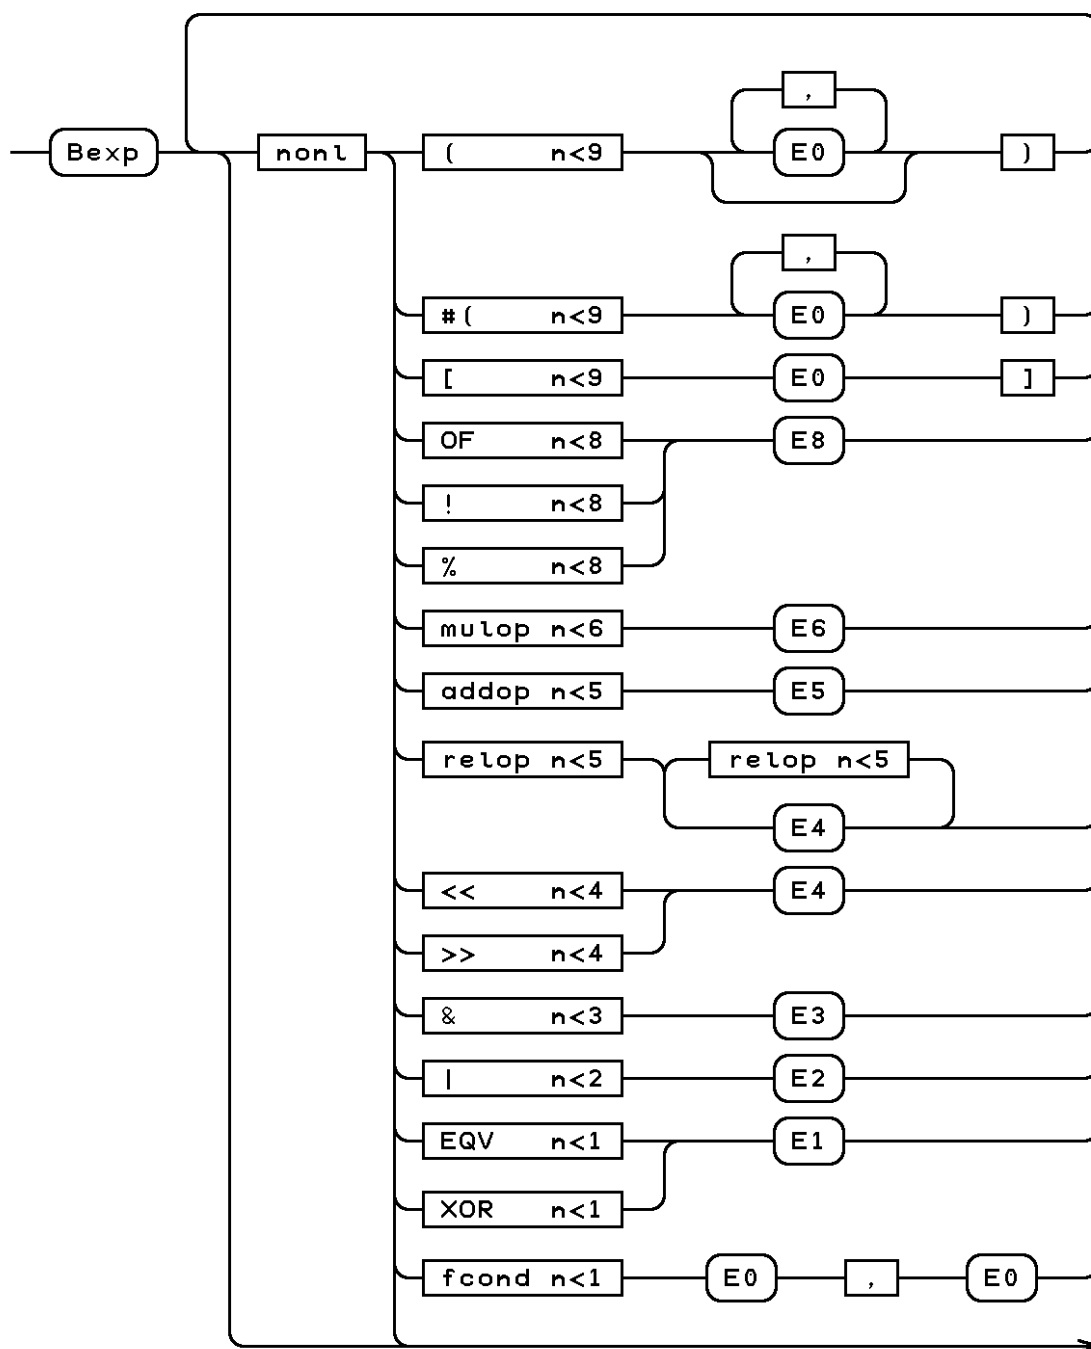 ,
Bexp nonl ( n<9 E0 )
,
#( n<9 E0 )
[ n<9 E0 ]
OF n<8 E8
! n<8
% n<8
mulop n<6 E6
addop n<5 E5
relop n<5 relop n<5
E4
<< n<4 E4
>> n<4
& n<3 E3
| n<2 E2
EQV n<1 E1
XOR n<1
fcond n<1 E0 , E0